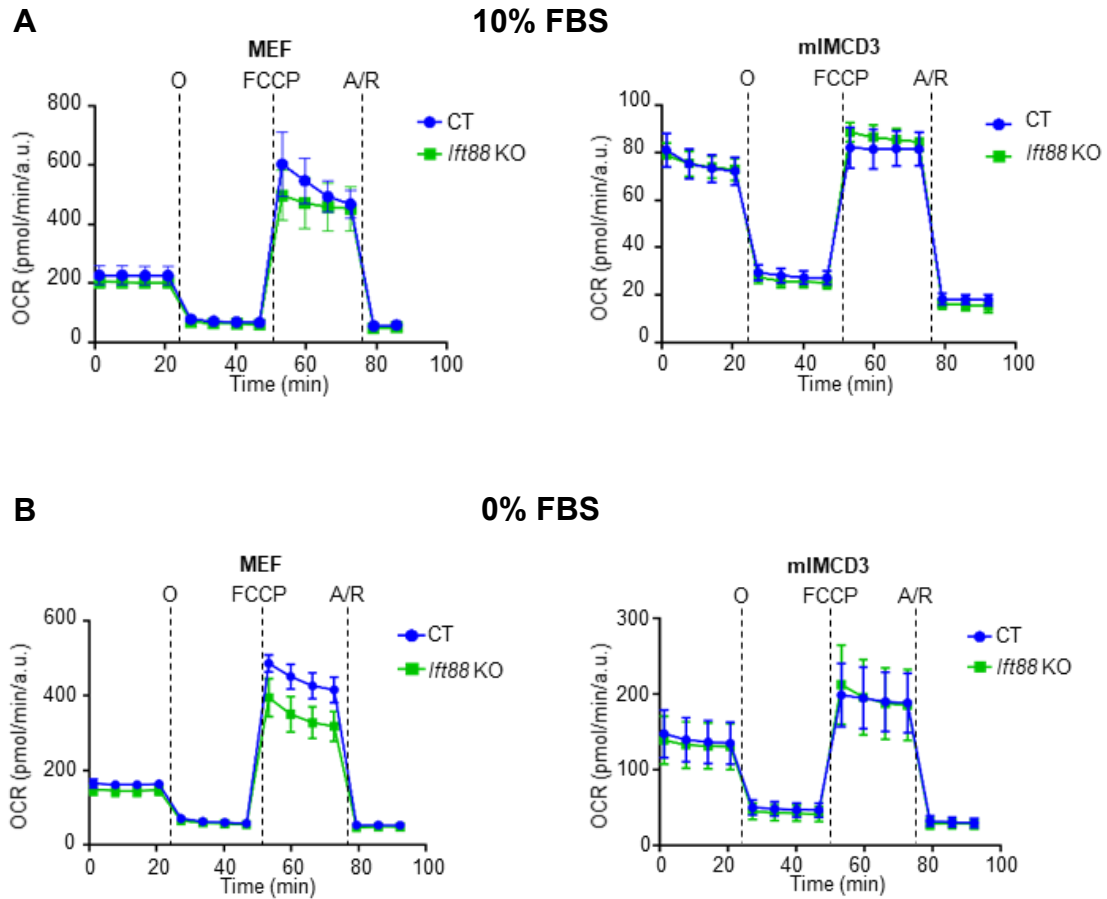 A
10% FBS
MEF
O FCCP A/R
800
600
400
200
0
OCR (pmol/min/a.u.)
CT
Ift88 KO
0 20 40 60 80 100
Time (min)
mIMCD3
O FCCP A/R
100
80
60
40
20
0
OCR (pmol/min/a.u.)
CT
Ift88 KO
0 20 40 60 80 100
Time (min)
B
0% FBS
MEF
O FCCP A/R
600
400
200
0
OCR (pmol/min/a.u.)
CT
Ift88 KO
0 20 40 60 80 100
Time (min)
mIMCD3
O FCCP A/R
300
200
100
0
OCR (pmol/min/a.u.)
CT
Ift88 KO
0 20 40 60 80 100
Time (min)